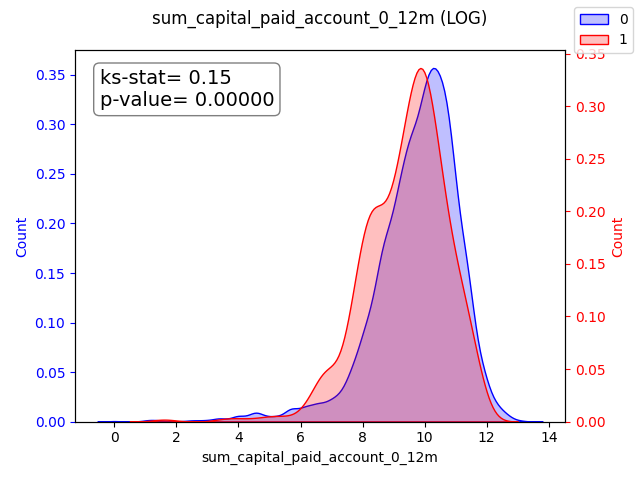 sum_capital_paid_account_0_12m (LOG)
0
1
ks-stat= 0.15
p-value= 0.00000
0.35
0.30
0.25
0.20
0.15
0.10
0.05
0.00
Count
0.35
0.30
0.25
0.20
0.15
0.10
0.05
0.00
Count
0 2 4 6 8 10 12 14
sum_capital_paid_account_0_12m